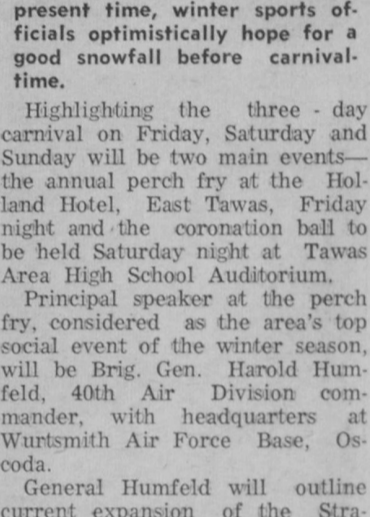 present time, winter sports of-
ficials optimistically hope for a
good snowfall before carnival-
time.
Highlighting the three - day
carnival on Friday, Saturday and
Sunday will be two main events—
the annual perch fry at the Hol-
land Hotel, East Tawas, Friday
night and the coronation ball to
be held Saturday night at Tawas
Area High School Auditorium.
Principal speaker at the perch
fry, considered as the area's top
social event of the winter season,
will be Brig. Gen. Harold Hum-
feld, 40th Air Division com-
mander, with headquarters at
Wurtsmith Air Force Base, Os-
coda.
General Humfeld will outline
current expansion of the Stra-